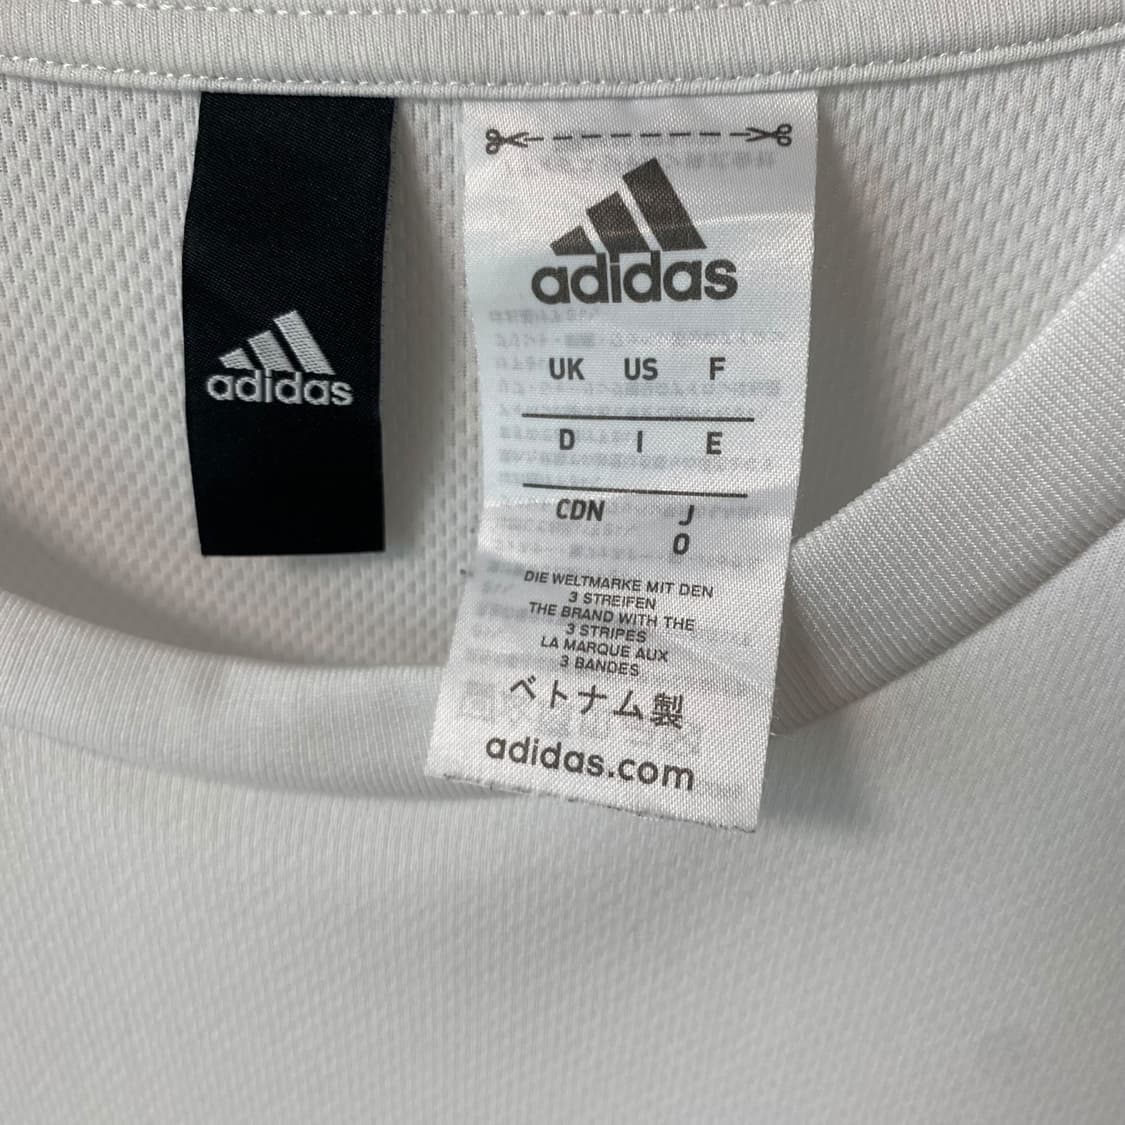 adidas
adidas
UK US F
D I E
CDN J
O
DIE WELTMARKE MIT DEN
3 STREIFEN
THE BRAND WITH THE
3 STRIPES
LA MARQUE AUX
3 BANDES
ベトナム製
adidas.com